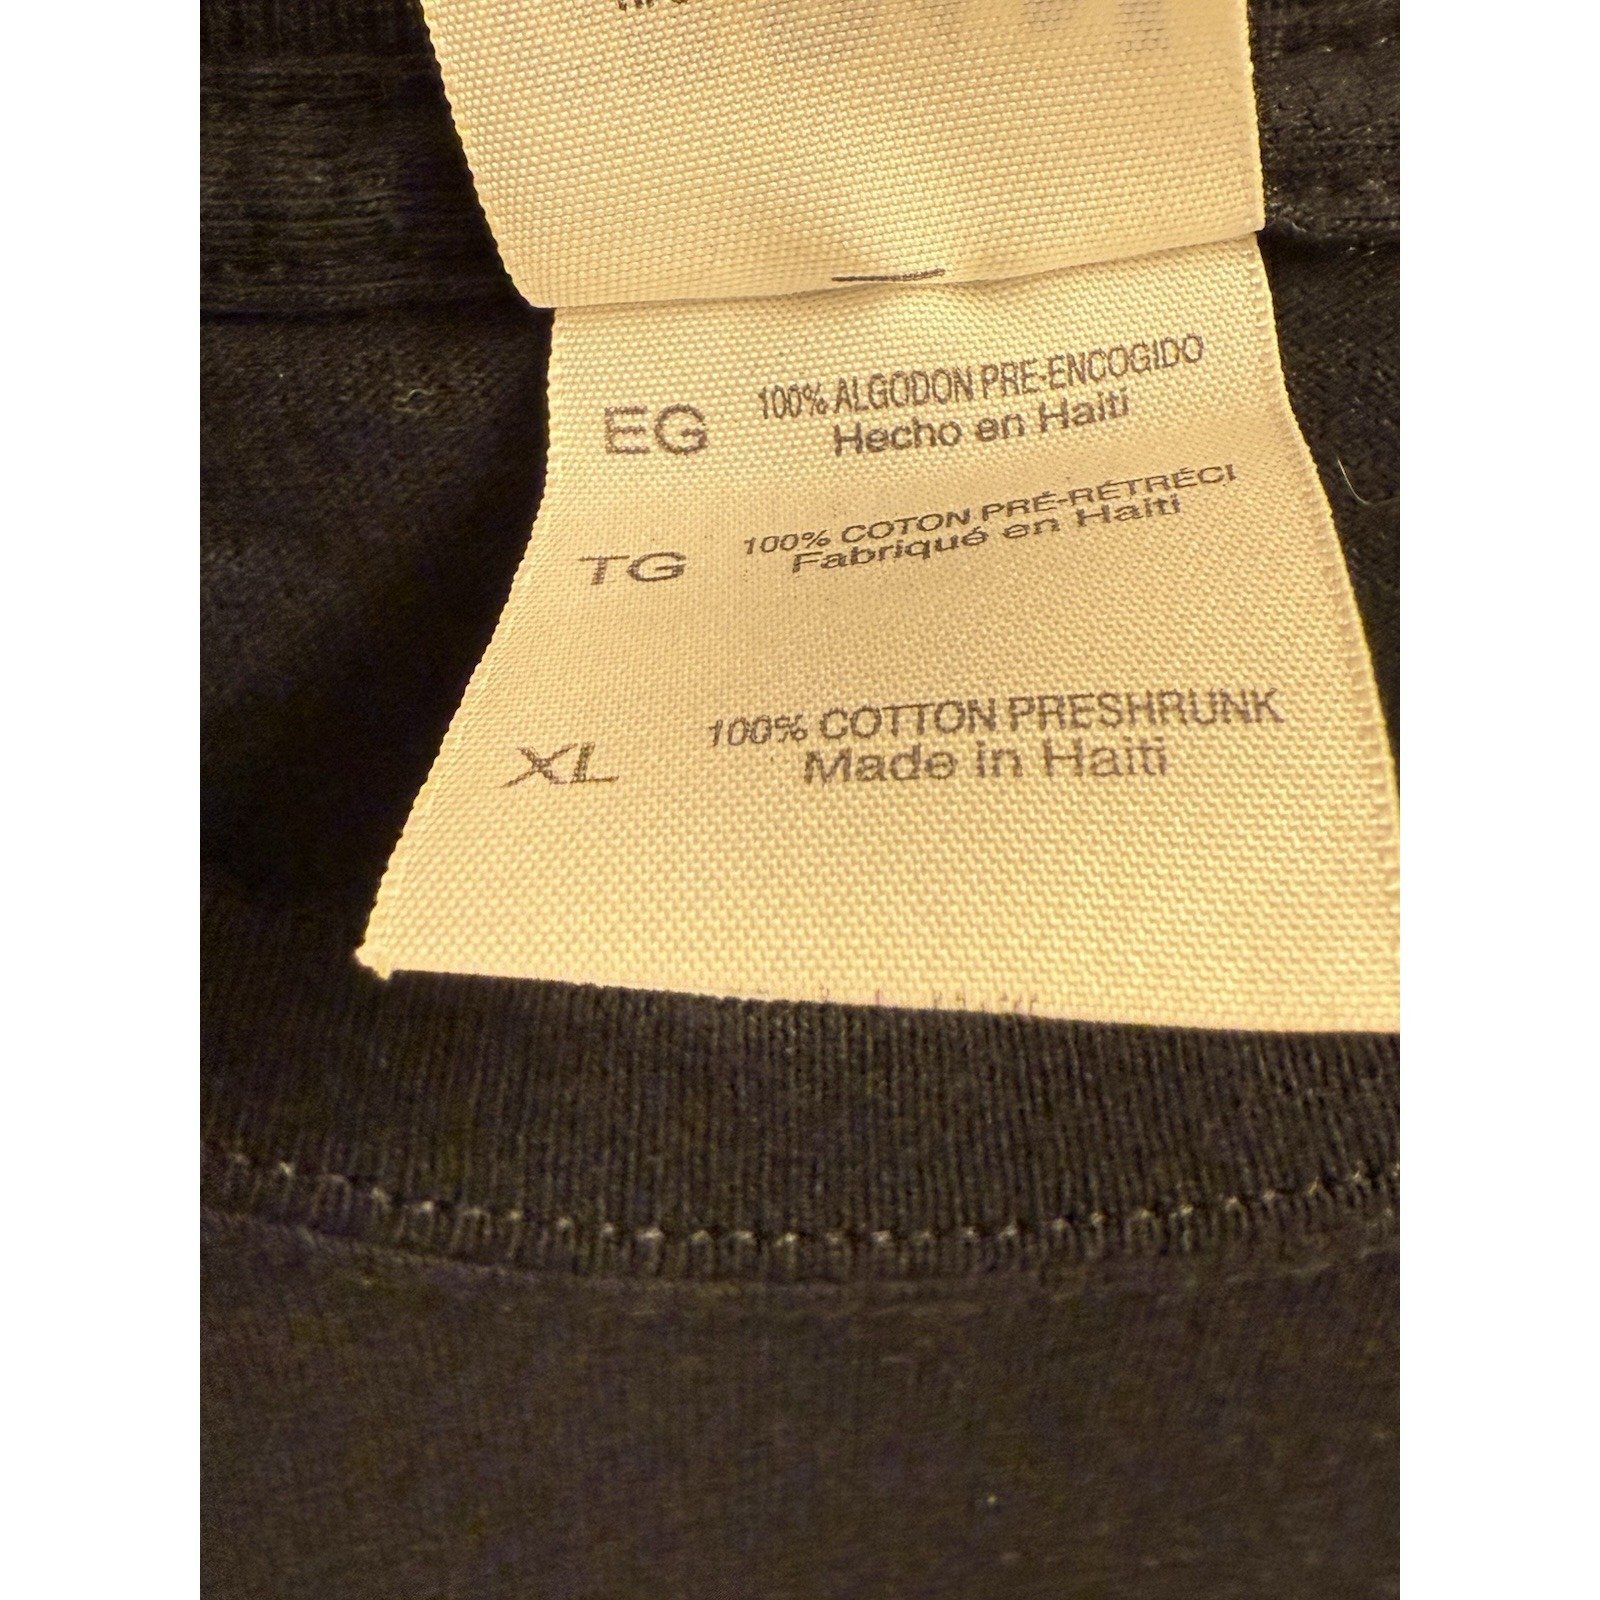 EG 100% ALGODON PRE-ENCOGIDO
Hecho en Haiti
TG 100% COTON PRÉ-RÉTRÉCI
Fabriqué en Haiti
XL 100% COTTON PRESHRUNK
Made in Haiti